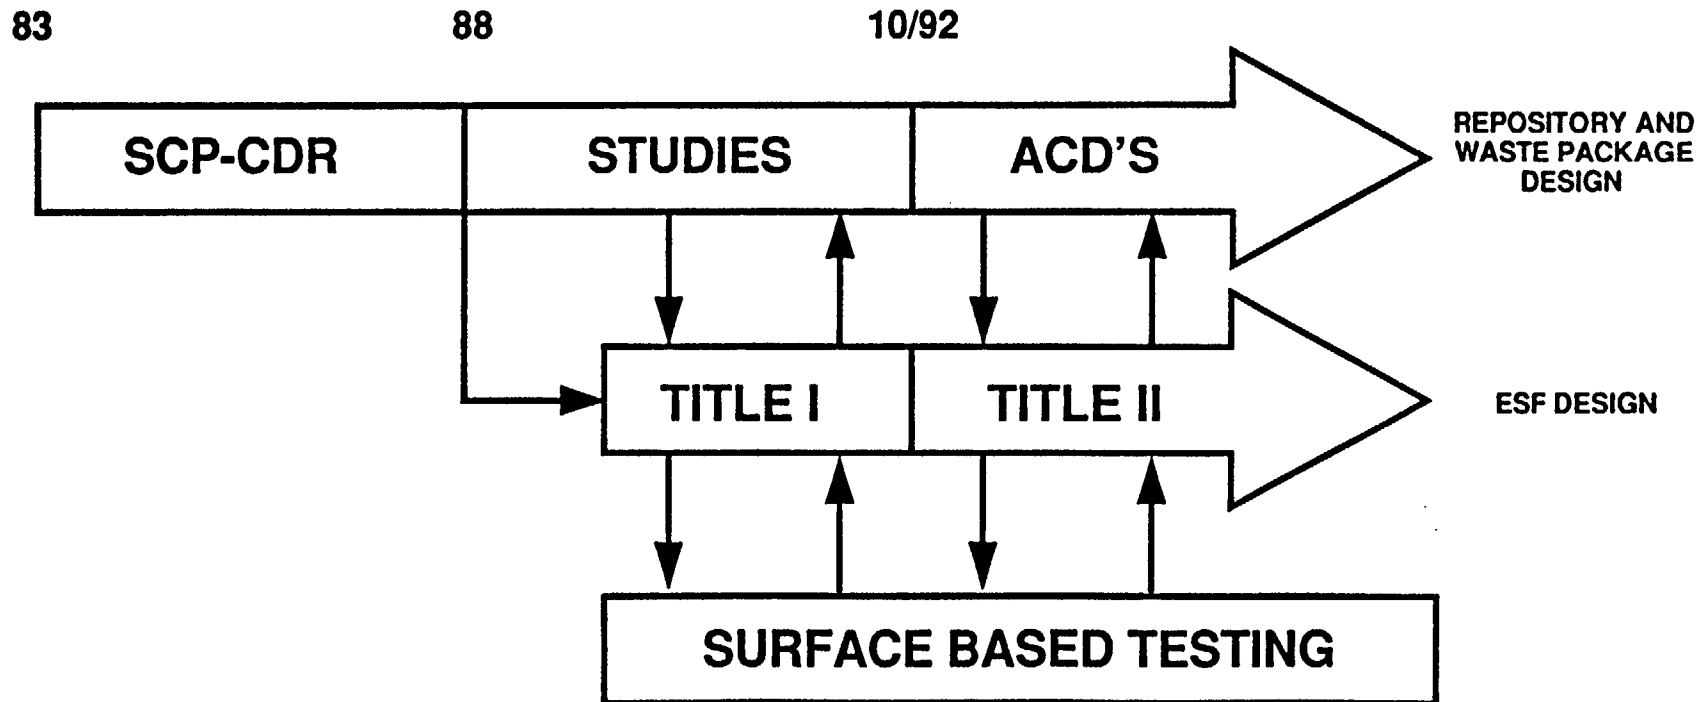 83
88
10/92
SCP-CDR
STUDIES
ACD'S
REPOSITORY AND
WASTE PACKAGE
DESIGN
TITLE I
TITLE II
ESF DESIGN
SURFACE BASED TESTING